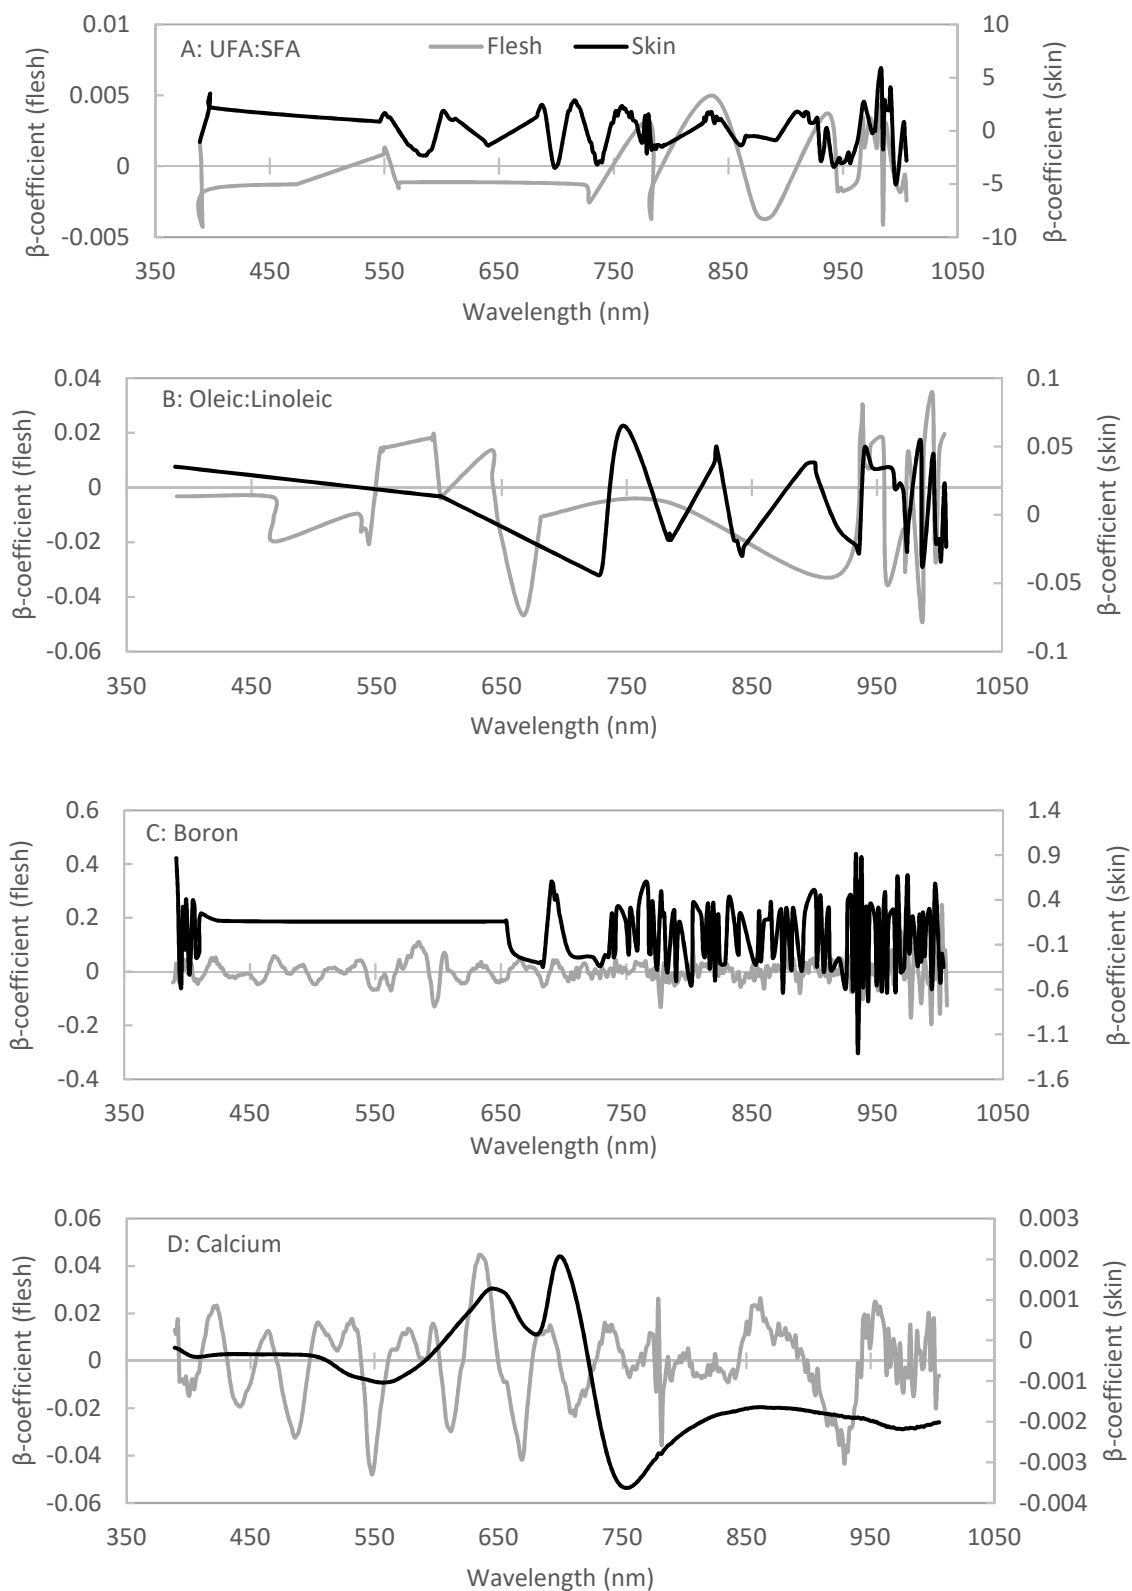 A: UFA:SFA
Flesh
Skin
β-coefficient (flesh)
0.01
0.005
0
-0.005
10
5
0
-5
-10
β-coefficient (skin)
350 450 550 650 750 850 950 1050
Wavelength (nm)
B: Oleic:Linoleic
β-coefficient (flesh)
0.04
0.02
0
-0.02
-0.04
-0.06
0.1
0.05
0
-0.05
-0.1
β-coefficient (skin)
350 450 550 650 750 850 950 1050
Wavelength (nm)
C: Boron
β-coefficient (flesh)
0.6
0.4
0.2
0
-0.2
-0.4
1.4
0.9
0.4
-0.1
-0.6
-1.1
-1.6
β-coefficient (skin)
350 450 550 650 750 850 950 1050
Wavelength (nm)
D: Calcium
β-coefficient (flesh)
0.06
0.04
0.02
0
-0.02
-0.04
-0.06
0.003
0.002
0.001
0
-0.001
-0.002
-0.003
-0.004
β-coefficient (skin)
350 450 550 650 750 850 950 1050
Wavelength (nm)